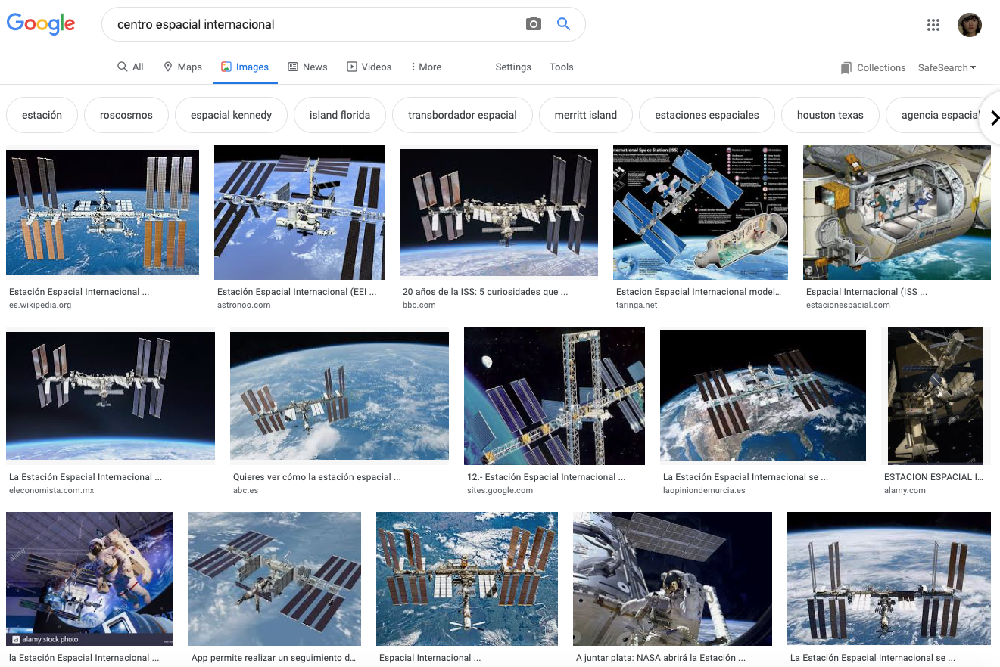 Google
centro espacial internacional
All
Maps
Images
News
Videos
More
Settings
Tools
Collections
SafeSearch
estación
roscosmos
espacial kennedy
island florida
transbordador espacial
merritt island
estaciones espaciales
houston texas
agencia espacial
International Space Station (ISS)
Estación Espacial Internacional ...
es.wikipedia.org
Estación Espacial Internacional (EEI ...
astronoo.com
20 años de la ISS: 5 curiosidades que ...
bbc.com
Estacion Espacial Internacional model...
taringa.net
Espacial Internacional (ISS ...
estacionespacial.com
La Estación Espacial Internacional ...
eleconomista.com.mx
Quieres ver cómo la estación espacial ...
abc.es
12.- Estación Espacial Internacional ...
sites.google.com
La Estación Espacial Internacional se ...
laopiniondemurcia.es
ESTACION ESPACIAL I...
alamy.com
alamy
a alamy stock photo
la Estación Espacial Internacional ...
App permite realizar un seguimiento d...
Espacial Internacional ...
A juntar plata: NASA abrirá la Estación ...
La Estación Espacial Internacional se ...